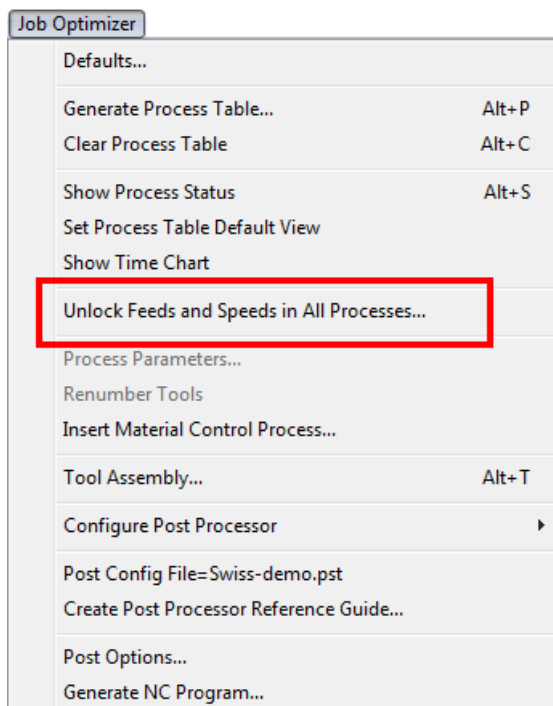 Job Optimizer
Defaults...
Generate Process Table... Alt+P
Clear Process Table Alt+C
Show Process Status Alt+S
Set Process Table Default View
Show Time Chart
Unlock Feeds and Speeds in All Processes...
Process Parameters...
Renumber Tools
Insert Material Control Process...
Tool Assembly... Alt+T
Configure Post Processor
Post Config File=Swiss-demo.pst
Create Post Processor Reference Guide...
Post Options...
Generate NC Program...